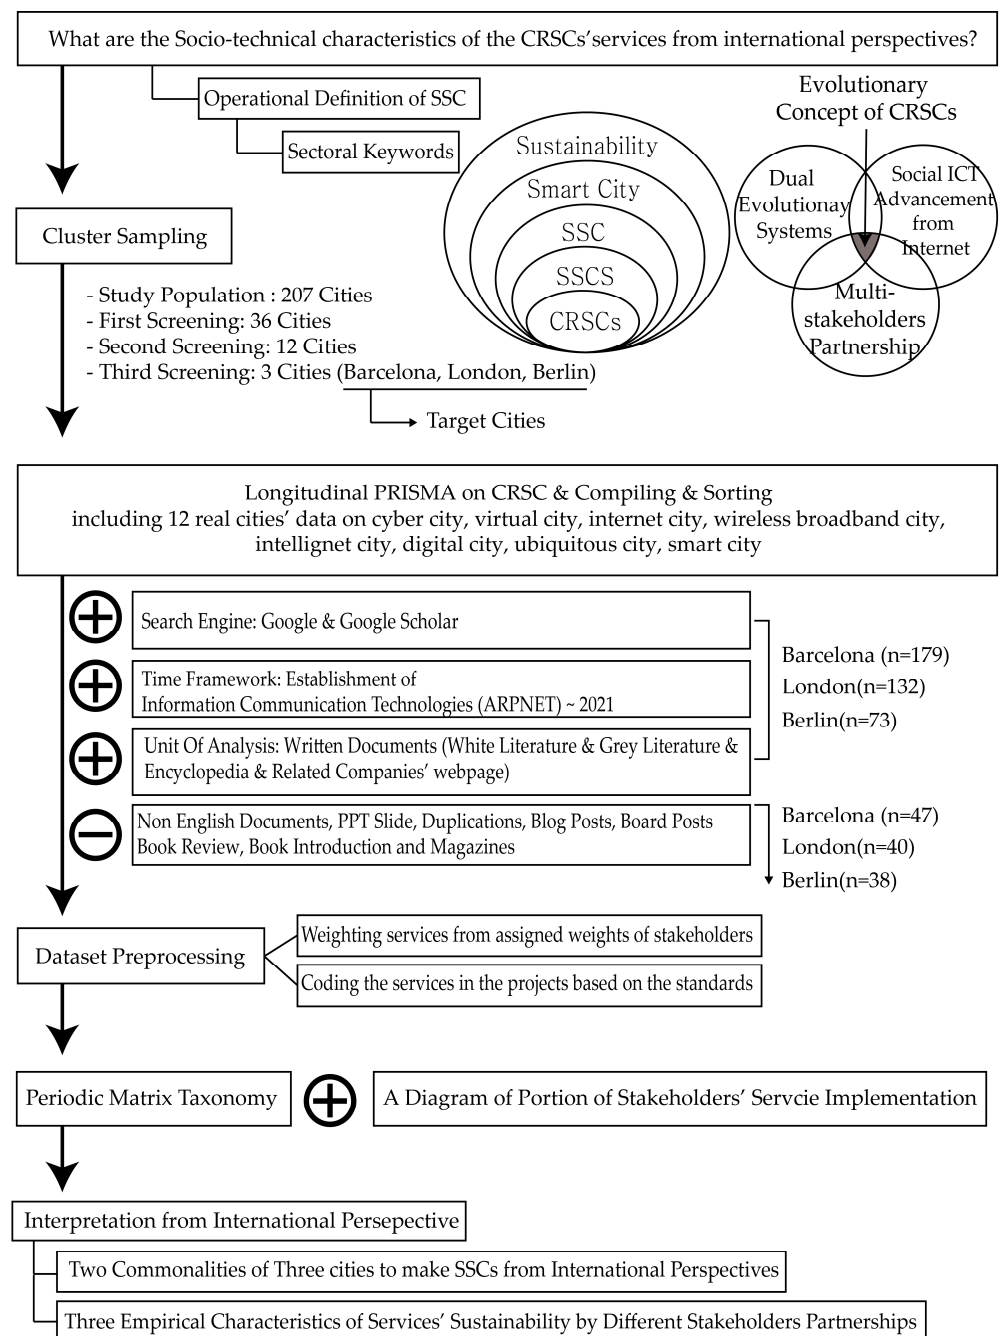 What are the Socio-technical characteristics of the CRSCs'services from international perspectives?
Operational Definition of SSC
Sectoral Keywords
Sustainability
Smart City
SSC
SSCS
CRSCs
Evolutionary
Concept of CRSCs
Dual
Evolutionay
Systems
Social ICT
Advancement
from
Internet
Multi-
stakeholders
Partnership
Cluster Sampling
- Study Population : 207 Cities
- First Screening: 36 Cities
- Second Screening: 12 Cities
- Third Screening: 3 Cities (Barcelona, London, Berlin)
Target Cities
Longitudinal PRISMA on CRSC & Compiling & Sorting
including 12 real cities' data on cyber city, virtual city, internet city, wireless broadband city,
intellignet city, digital city, ubiquitous city, smart city
Search Engine: Google & Google Scholar
Time Framework: Establishment of
Information Communication Technologies (ARPNET) ~ 2021
Unit Of Analysis: Written Documents (White Literature & Grey Literature &
Encyclopedia & Related Companies' webpage)
Barcelona (n=179)
London(n=132)
Berlin(n=73)
Non English Documents, PPT Slide, Duplications, Blog Posts, Board Posts
Book Review, Book Introduction and Magazines
Barcelona (n=47)
London(n=40)
Berlin(n=38)
Dataset Preprocessing
Weighting services from assigned weights of stakeholders
Coding the services in the projects based on the standards
Periodic Matrix Taxonomy
A Diagram of Portion of Stakeholders' Servcie Implementation
Interpretation from International Persepective
Two Commonalities of Three cities to make SSCs from International Perspectives
Three Empirical Characteristics of Services' Sustainability by Different Stakeholders Partnerships